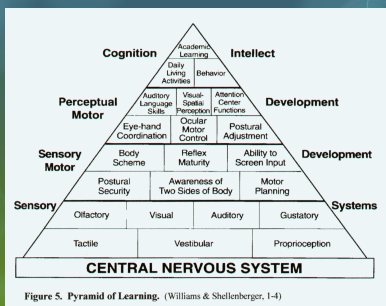 Cognition
Intellect
Academic
Learning
Daily
Living
Activities
Behavior
Perceptual
Motor
Development
Auditory
Language
Skills
Visual-
Spatial
Perception
Attention
Center
Functions
Eye-hand
Coordination
Ocular
Motor
Control
Postural
Adjustment
Sensory
Motor
Development
Body
Scheme
Reflex
Maturity
Ability to
Screen Input
Postural
Security
Awareness of
Two Sides of Body
Motor
Planning
Sensory
Systems
Olfactory
Visual
Auditory
Gustatory
Tactile
Vestibular
Proprioception
CENTRAL NERVOUS SYSTEM
Figure 5. Pyramid of Learning. (Williams & Shellenberger, 1-4)